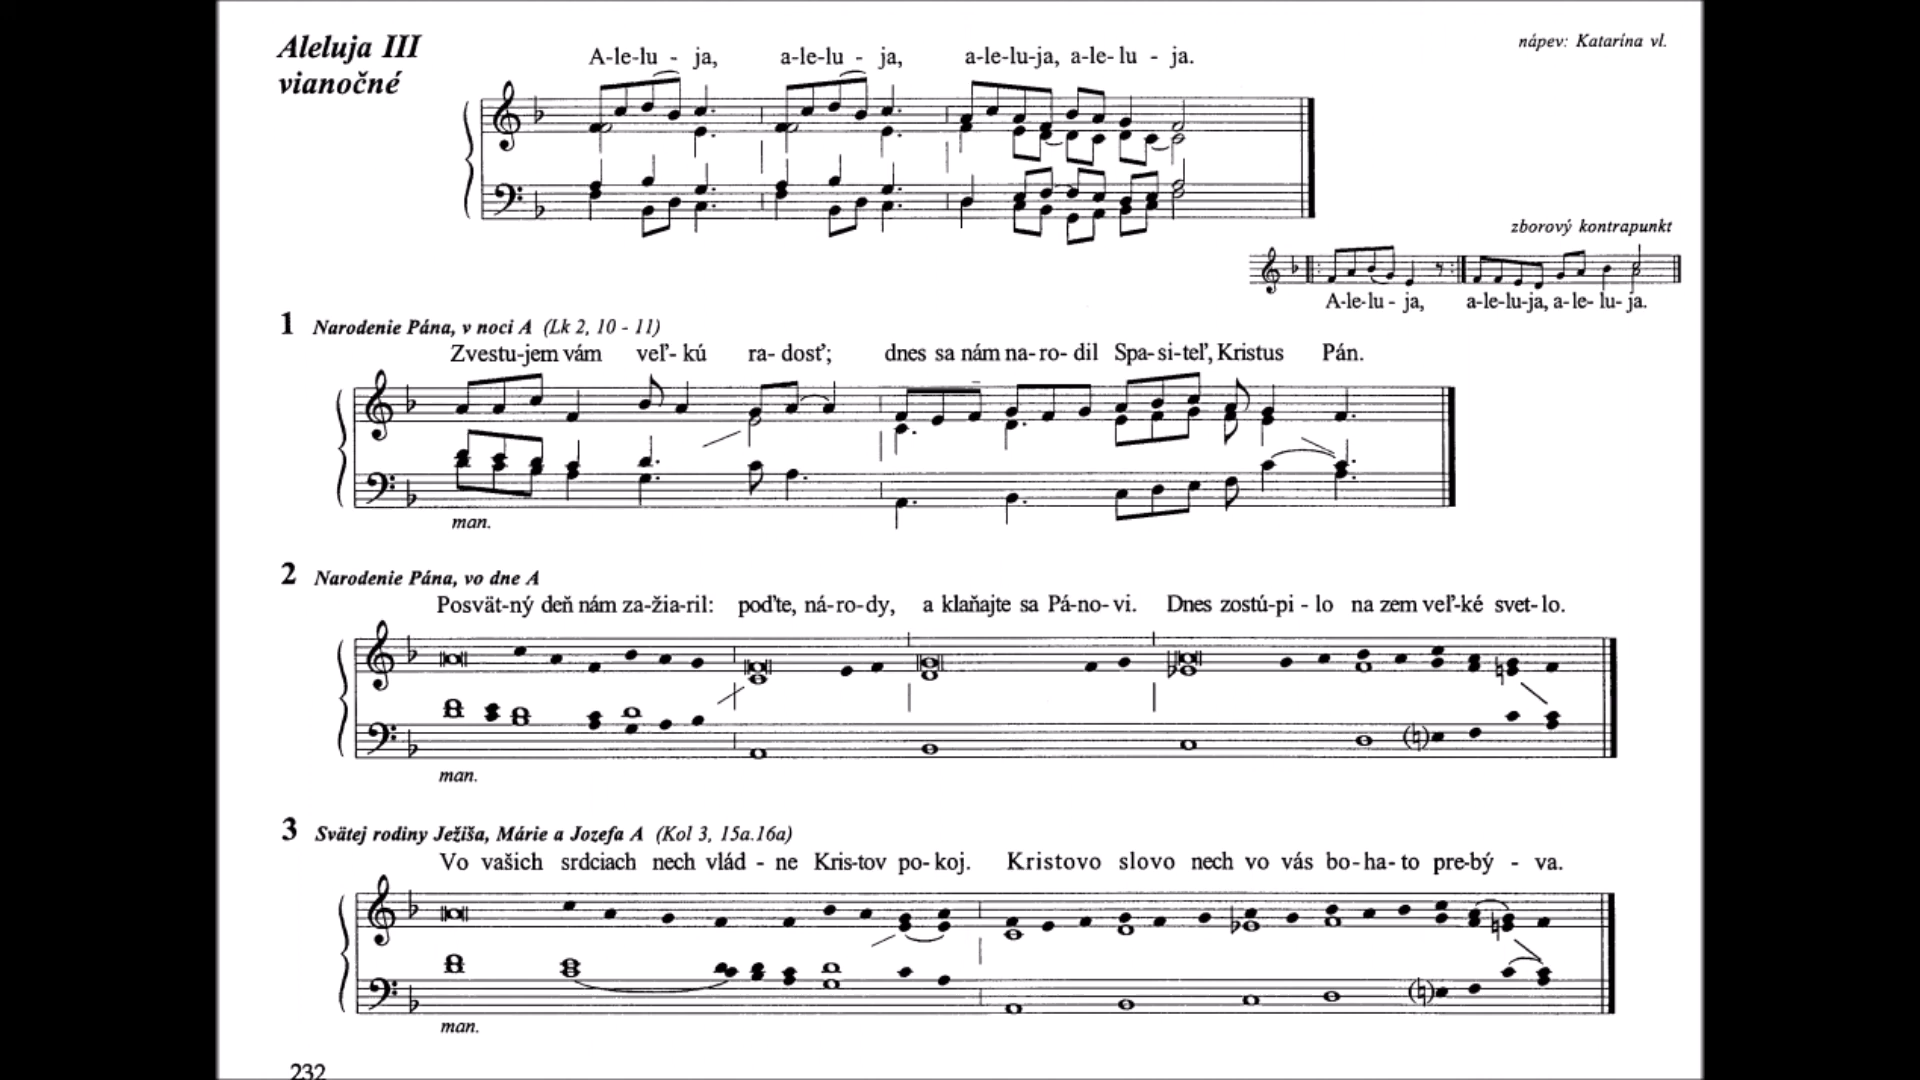 Aleluja III
vianočné
nápev: Katarína vl.
A-le-lu - ja, a-le-lu - ja, a-le-lu-ja, a-le-lu - ja.
zborový kontrapunkt
A-le-lu - ja, a-le-lu-ja, a-le-lu-ja.
1 Narodenie Pána, v noci A (Lk 2, 10 - 11)
Zvestu-jem vám veľ-kú ra-dosť; dnes sa nám na-ro-dil Spa-si-teľ, Kristus Pán.
man.
2 Narodenie Pána, vo dne A
Posvät-ný deň nám za-žia-ril: poďte, ná-ro-dy, a klaňajte sa Pá-no-vi. Dnes zostú-pi-lo na zem veľ-ké svet-lo.
man.
3 Svätej rodiny Ježiša, Márie a Jozefa A (Kol 3, 15a.16a)
Vo vašich srdciach nech vlád - ne Kris-tov po-koj. Kristovo slovo nech vo vás bo-ha-to pre-bý - va.
man.
232